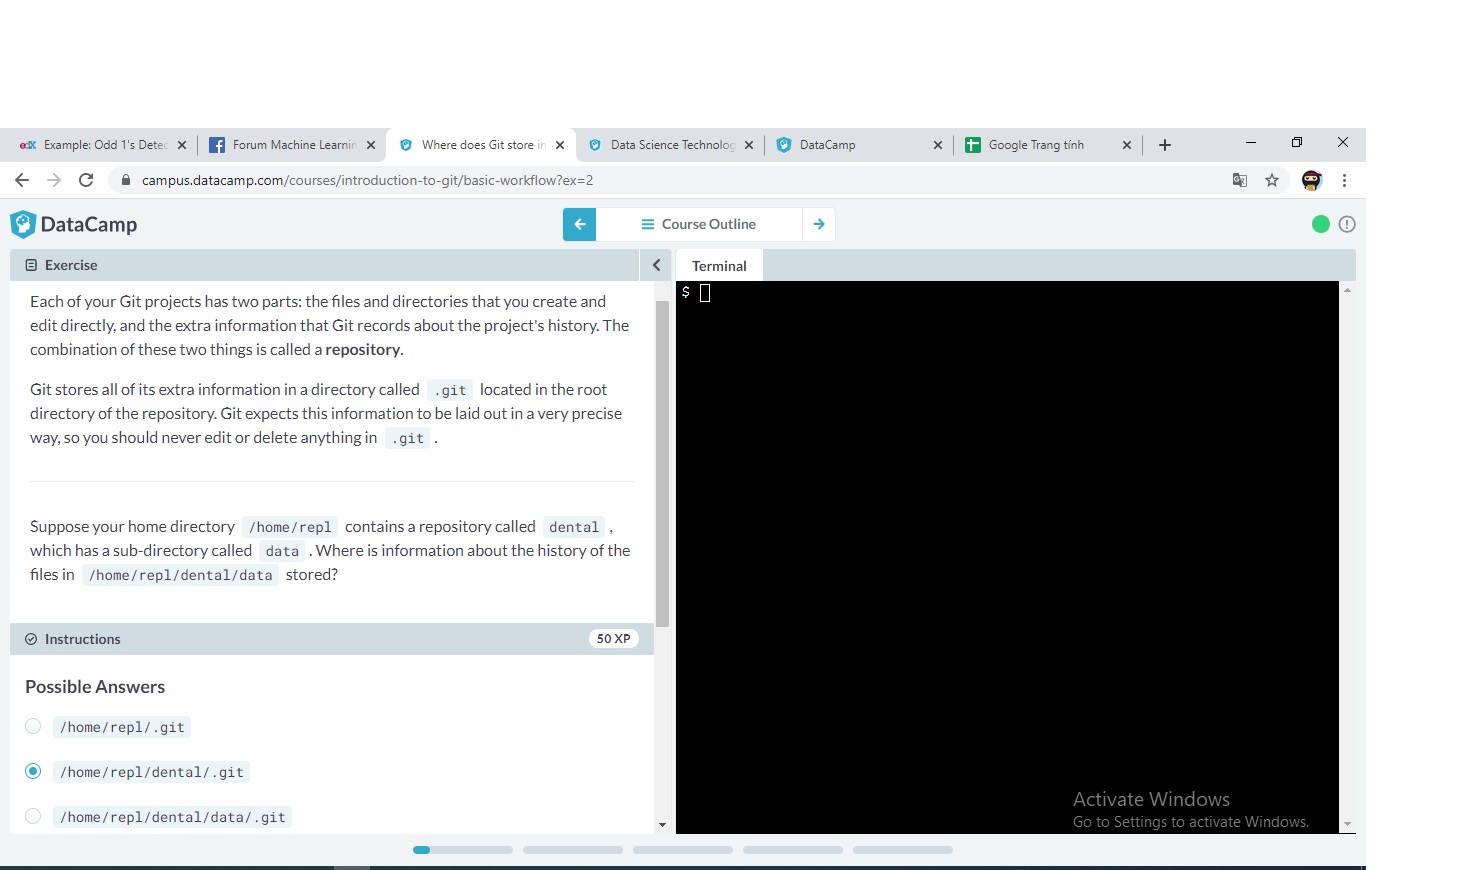 Example: Odd 1's Detec
Forum Machine Learnin
Where does Git store in
Data Science Technolog
DataCamp
Google Trang tính
campus.datacamp.com/courses/introduction-to-git/basic-workflow?ex=2
DataCamp
Course Outline
Exercise
Terminal
Each of your Git projects has two parts: the files and directories that you create and
edit directly, and the extra information that Git records about the project's history. The
combination of these two things is called a repository.
Git stores all of its extra information in a directory called .git located in the root
directory of the repository. Git expects this information to be laid out in a very precise
way, so you should never edit or delete anything in .git .
Suppose your home directory /home/repl contains a repository called dental ,
which has a sub-directory called data . Where is information about the history of the
files in /home/repl/dental/data stored?
Instructions
50 XP
Possible Answers
/home/repl/.git
/home/repl/dental/.git
/home/repl/dental/data/.git
$
Activate Windows
Go to Settings to activate Windows.